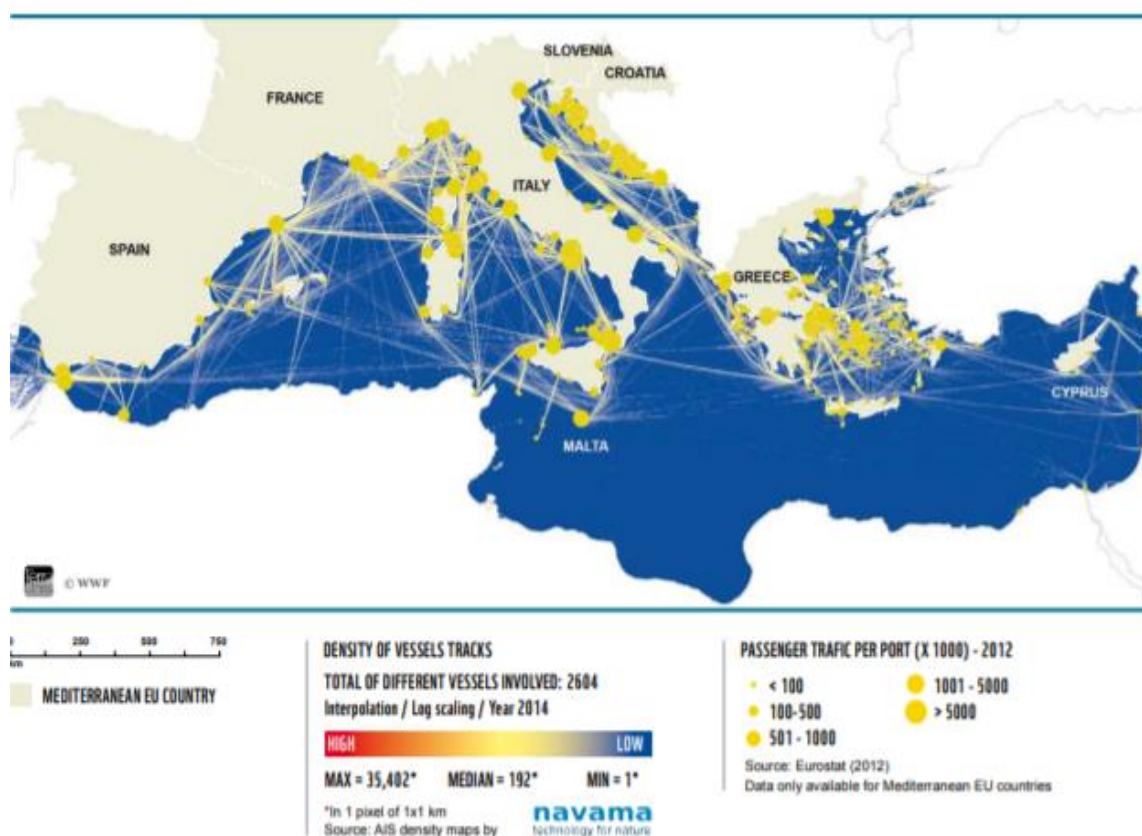 SLOVENIA
CROATIA
FRANCE
ITALY
SPAIN
GREECE
CYPRUS
MALTA
© WWF
250 500 750
km
MEDITERRANEAN EU COUNTRY
DENSITY OF VESSELS TRACKS
TOTAL OF DIFFERENT VESSELS INVOLVED: 2604
Interpolation / Log scaling / Year 2014
HIGH LOW
MAX = 35,402* MEDIAN = 192* MIN = 1*
*In 1 pixel of 1x1 km
Source: AIS density maps by
navama
technology for nature
PASSENGER TRAFIC PER PORT (X 1000) - 2012
< 100
100-500
501 - 1000
1001 - 5000
> 5000
Source: Eurostat (2012)
Data only available for Mediterranean EU countries